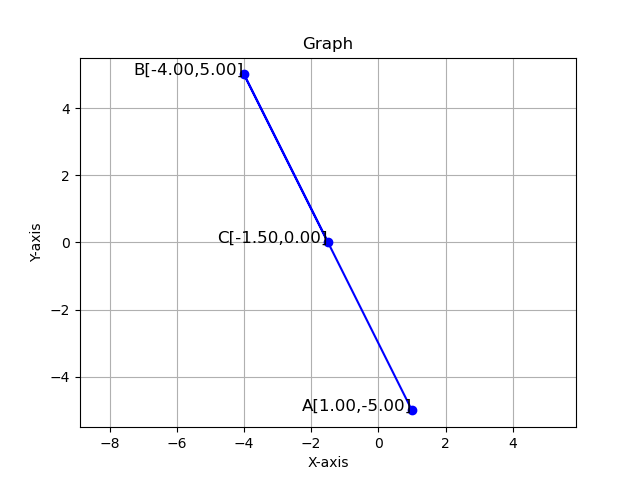 Graph
B[-4.00,5.00]
4
2
C[-1.50,0.00]
0
−2
−4
A[1.00,-5.00]
Y-axis
−8 −6 −4 −2 0 2 4
X-axis